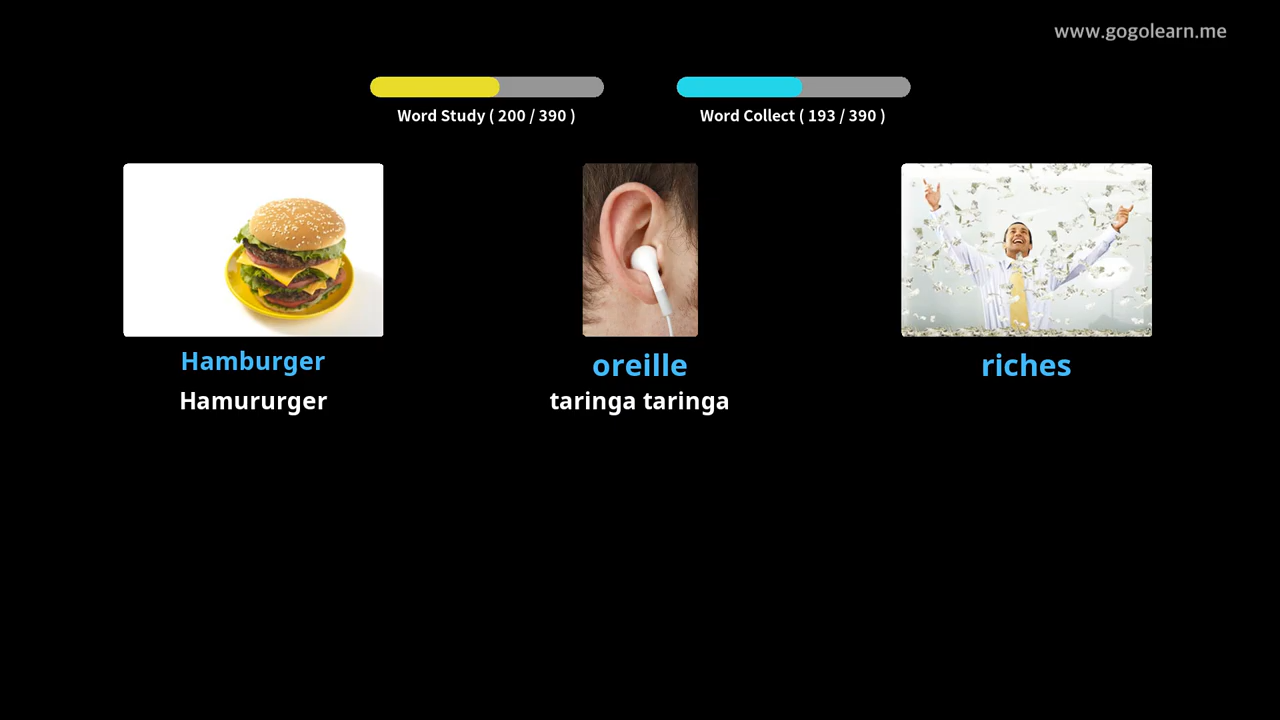 www.gogolearn.me
Word Study ( 200 / 390 )
Word Collect ( 193 / 390 )
Hamburger
Hamururger
oreille
taringa taringa
riches